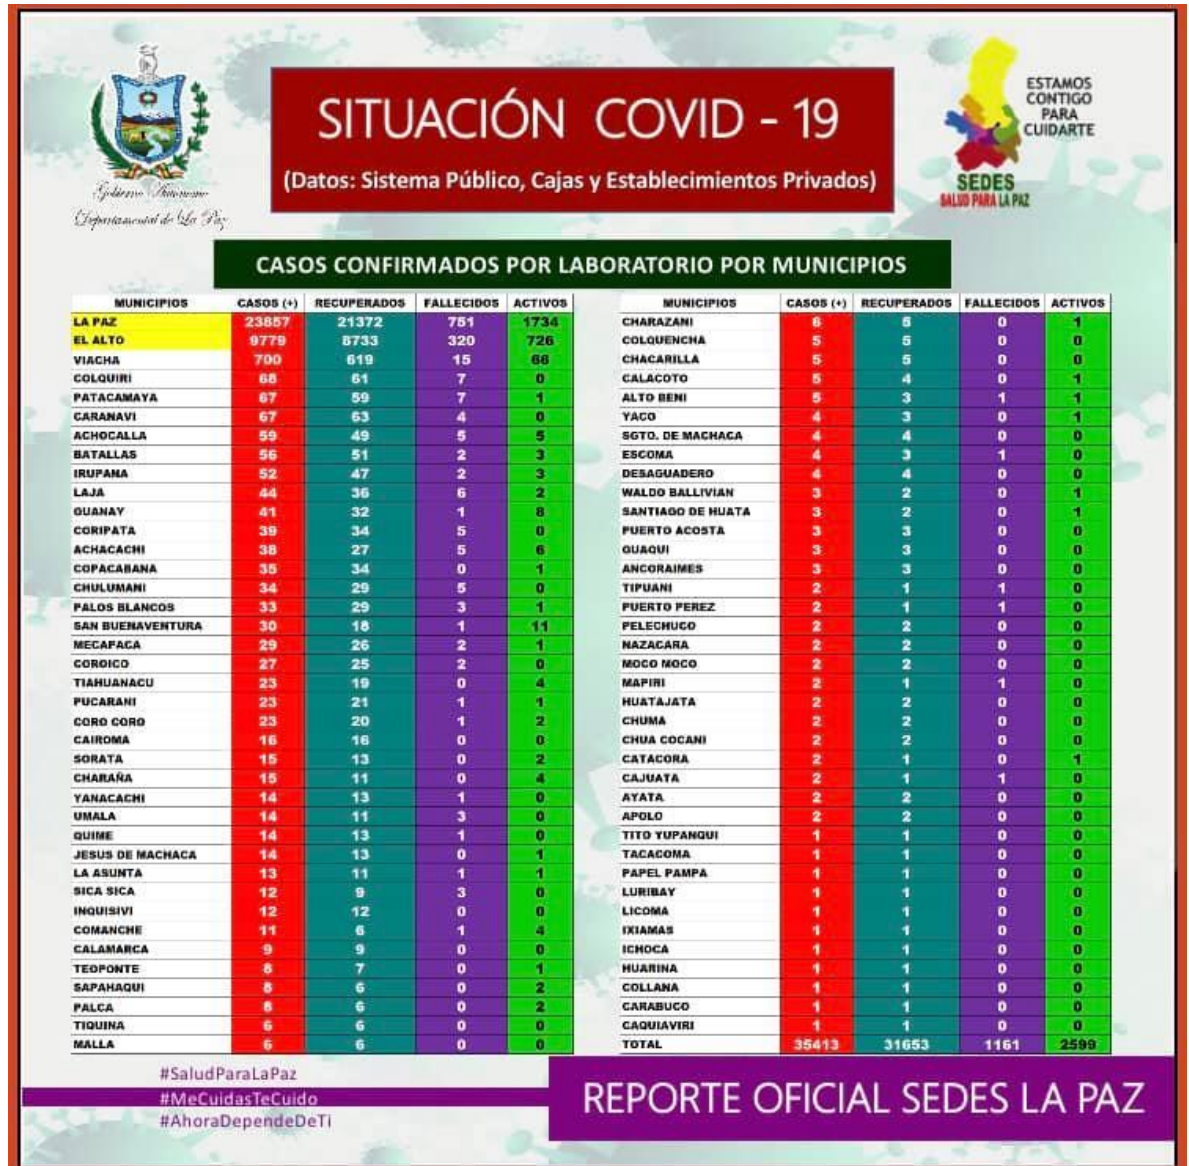 Gobierno Autónomo
Departamental de La Paz
SITUACIÓN COVID - 19
(Datos: Sistema Público, Cajas y Establecimientos Privados)
ESTAMOS
CONTIGO
PARA
CUIDARTE
SEDES
SALUD PARA LA PAZ
CASOS CONFIRMADOS POR LABORATORIO POR MUNICIPIOS
MUNICIPIOS CASOS (+) RECUPERADOS FALLECIDOS ACTIVOS
LA PAZ 23857 21372 751 1734
EL ALTO 9779 8733 320 726
VIACHA 700 619 15 66
COLQUIRI 68 61 7 0
PATACAMAYA 67 59 7 1
CARANAVI 67 63 4 0
ACHOCALLA 59 49 5 5
BATALLAS 56 51 2 3
IRUPANA 52 47 2 3
LAJA 44 36 6 2
GUANAY 41 32 1 8
CORIPATA 39 34 5 0
ACHACACHI 38 27 5 6
COPACABANA 35 34 0 1
CHULUMANI 34 29 5 0
PALOS BLANCOS 33 29 3 1
SAN BUENAVENTURA 30 18 1 11
MECAPACA 29 26 2 1
COROICO 27 25 2 0
TIAHUANACU 23 19 0 4
PUCARANI 23 21 1 1
CORO CORO 23 20 1 2
CAIROMA 16 16 0 0
SORATA 15 13 0 2
CHARAÑA 15 11 0 4
YANACACHI 14 13 1 0
UMALA 14 11 3 0
QUIME 14 13 1 0
JESUS DE MACHACA 14 13 0 1
LA ASUNTA 13 11 1 1
SICA SICA 12 9 3 0
INQUISIVI 12 12 0 0
COMANCHE 11 6 1 4
CALAMARCA 9 9 0 0
TEOPONTE 8 7 0 1
SAPAHAQUI 8 6 0 2
PALCA 8 6 0 2
TIQUINA 6 6 0 0
MALLA 6 6 0 0
MUNICIPIOS CASOS (+) RECUPERADOS FALLECIDOS ACTIVOS
CHARAZANI 6 5 0 1
COLQUENCHA 5 5 0 0
CHACARILLA 5 5 0 0
CALACOTO 5 4 0 1
ALTO BENI 5 3 1 1
YACO 4 3 0 1
SGTO. DE MACHACA 4 4 0 0
ESCOMA 4 3 1 0
DESAGUADERO 4 4 0 0
WALDO BALLIVIAN 3 2 0 1
SANTIAGO DE HUATA 3 2 0 1
PUERTO ACOSTA 3 3 0 0
GUAQUI 3 3 0 0
ANCORAIMES 3 3 0 0
TIPUANI 2 1 1 0
PUERTO PEREZ 2 1 1 0
PELECHUCO 2 2 0 0
NAZACARA 2 2 0 0
MOCO MOCO 2 2 0 0
MAPIRI 2 1 1 0
HUATAJATA 2 2 0 0
CHUMA 2 2 0 0
CHUA COCANI 2 2 0 0
CATACORA 2 1 0 1
CAJUATA 2 1 1 0
AYATA 2 2 0 0
APOLO 2 2 0 0
TITO YUPANQUI 1 1 0 0
TACACOMA 1 1 0 0
PAPEL PAMPA 1 1 0 0
LURIBAY 1 1 0 0
LICOMA 1 1 0 0
IXIAMAS 1 1 0 0
ICHOCA 1 1 0 0
HUARINA 1 1 0 0
COLLANA 1 1 0 0
CARABUCO 1 1 0 0
CAQUIAVIRI 1 1 0 0
TOTAL 35413 31653 1161 2599
#SaludParaLaPaz
#MeCuidasTeCuido
#AhoraDependeDeTi
REPORTE OFICIAL SEDES LA PAZ